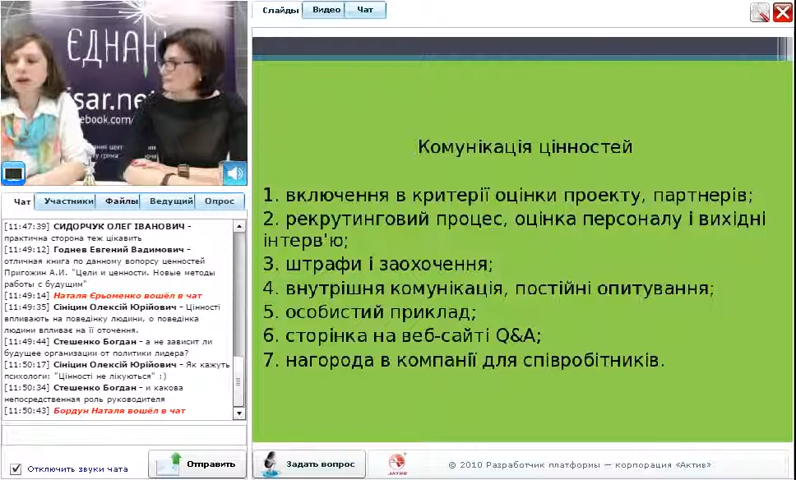 ЄДНАН
isar.ne
cebook.com/
Слайды
Видео
Чат
Чат
Участники
Файлы
Ведущий
Опрос
[11:47:39] СИДОРЧУК ОЛЕГ ІВАНОВИЧ -
практична сторона теж цікавить
[11:49:12] Годнев Евгений Вадимович -
отличная книга по данному вопорсу ценностей
Пригожин А.И. "Цели и ценности. Новые методы
работы с будущим"
[11:49:14] Наталя Єрьоменко вошёл в чат
[11:49:35] Сініцин Олексій Юрійович - Цінності
впливають на поведінку людини, о поведінка
людини впливає на її оточення.
[11:49:44] Стешенко Богдан - а не зависит ли
будущее организации от политики лидера?
[11:50:17] Сініцин Олексій Юрійович - Як кажуть
психологи: "Цінності не лікуються" :)
[11:50:34] Стешенко Богдан - и какова
непосредственная роль руководителя
[11:50:43] Бордун Наталя вошёл в чат
Отключить звуки чата
Отправить
Комунікація цінностей
1. включення в критерії оцінки проекту, партнерів;
2. рекрутинговий процес, оцінка персоналу і вихідні
інтерв'ю;
3. штрафи і заохочення;
4. внутрішня комунікація, постійні опитування;
5. особистий приклад;
6. сторінка на веб-сайті Q&A;
7. нагорода в компанії для співробітників.
Задать вопрос
АКТИВ
© 2010 Разработчик платформы — корпорация «Актив»